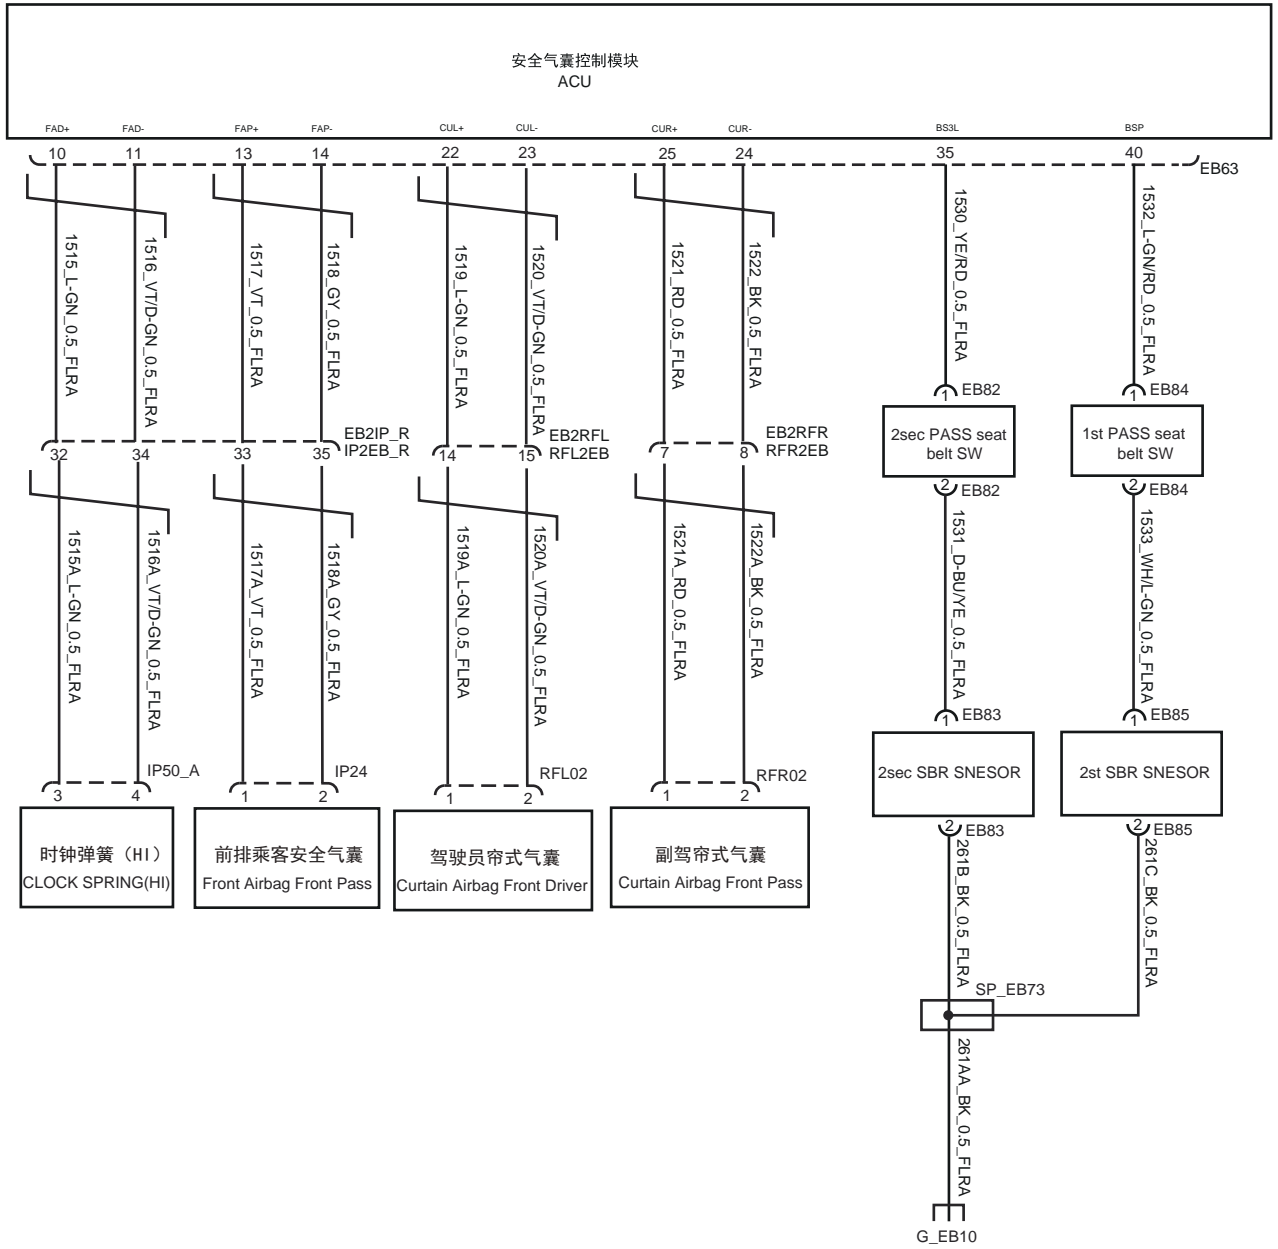 安全气囊控制模块
ACU
FAD+ FAD- FAP+ FAP- CUL+ CUL- CUR+ CUR- BS3L BSP
10 11 13 14 22 23 25 24 35 40
EB63
1515_L-GN_0.5_FLRA
1516_VT/D-GN_0.5_FLRA
1517_VT_0.5_FLRA
1518_GY_0.5_FLRA
1519_L-GN_0.5_FLRA
1520_VT/D-GN_0.5_FLRA
1521_RD_0.5_FLRA
1522_BK_0.5_FLRA
1530_YE/RD_0.5_FLRA
1532_L-GN/RD_0.5_FLRA
1 EB82
1 EB84
2sec PASS seat
belt SW
1st PASS seat
belt SW
2 EB82
2 EB84
EB2IP_R
IP2EB_R
EB2RFL
RFL2EB
EB2RFR
RFR2EB
32 34 33 35 14 15 7 8
1515A_L-GN_0.5_FLRA
1516A_VT/D-GN_0.5_FLRA
1517A_VT_0.5_FLRA
1518A_GY_0.5_FLRA
1519A_L-GN_0.5_FLRA
1520A_VT/D-GN_0.5_FLRA
1521A_RD_0.5_FLRA
1522A_BK_0.5_FLRA
1531_D-BU/YE_0.5_FLRA
1533_WH/L-GN_0.5_FLRA
1 EB83
1 EB85
2sec SBR SNESOR
2st SBR SNESOR
2 EB83
2 EB85
IP50_A
IP24
RFL02
RFR02
3 4 1 2 1 2 1 2
时钟弹簧（HI）
CLOCK SPRING(HI)
前排乘客安全气囊
Front Airbag Front Pass
驾驶员帘式气囊
Curtain Airbag Front Driver
副驾帘式气囊
Curtain Airbag Front Pass
261B_BK_0.5_FLRA
261C_BK_0.5_FLRA
SP_EB73
261AA_BK_0.5_FLRA
G_EB10